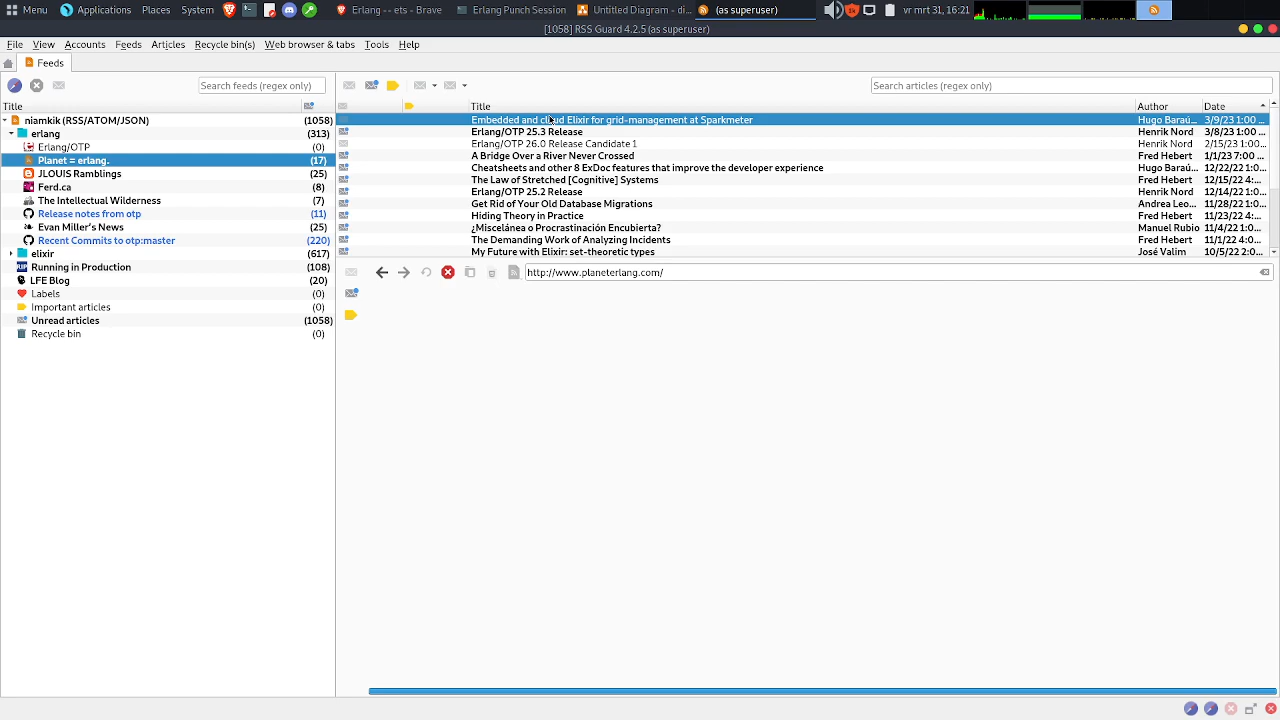 Menu Applications Places System Erlang -- ets - Brave Erlang Punch Session Untitled Diagram - di... (as superuser) vr mrt 31, 16:21
[1058] RSS Guard 4.2.5 (as superuser)
File View Accounts Feeds Articles Recycle bin(s) Web browser & tabs Tools Help
Feeds
Search feeds (regex only) Search articles (regex only)
Title Title Author Date
niamkik (RSS/ATOM/JSON) (1058)
erlang (313)
Erlang/OTP (0)
Planet = erlang. (17)
JLOUIS Ramblings (25)
Ferd.ca (8)
The Intellectual Wilderness (7)
Release notes from otp (11)
Evan Miller's News (25)
Recent Commits to otp:master (220)
elixir (617)
Running in Production (108)
LFE Blog (20)
Labels (0)
Important articles (0)
Unread articles (1058)
Recycle bin (0)
Embedded and cloud Elixir for grid-management at Sparkmeter Hugo Baraú... 3/9/23 1:00 ...
Erlang/OTP 25.3 Release Henrik Nord 3/8/23 1:00 ...
Erlang/OTP 26.0 Release Candidate 1 Henrik Nord 2/15/23 1:0...
A Bridge Over a River Never Crossed Fred Hebert 1/1/23 7:00 ...
Cheatsheets and other 8 ExDoc features that improve the developer experience Hugo Baraú... 12/22/22 1:0...
The Law of Stretched [Cognitive] Systems Fred Hebert 12/15/22 4:...
Erlang/OTP 25.2 Release Henrik Nord 12/14/22 1:0...
Get Rid of Your Old Database Migrations Andrea Leo... 11/28/22 1:0...
Hiding Theory in Practice Fred Hebert 11/23/22 4:...
¿Miscelánea o Procrastinación Encubierta? Manuel Rubio 11/4/22 1:0...
The Demanding Work of Analyzing Incidents Fred Hebert 11/1/22 4:0...
My Future with Elixir: set-theoretic types José Valim 10/5/22 2:0...
http://www.planeterlang.com/